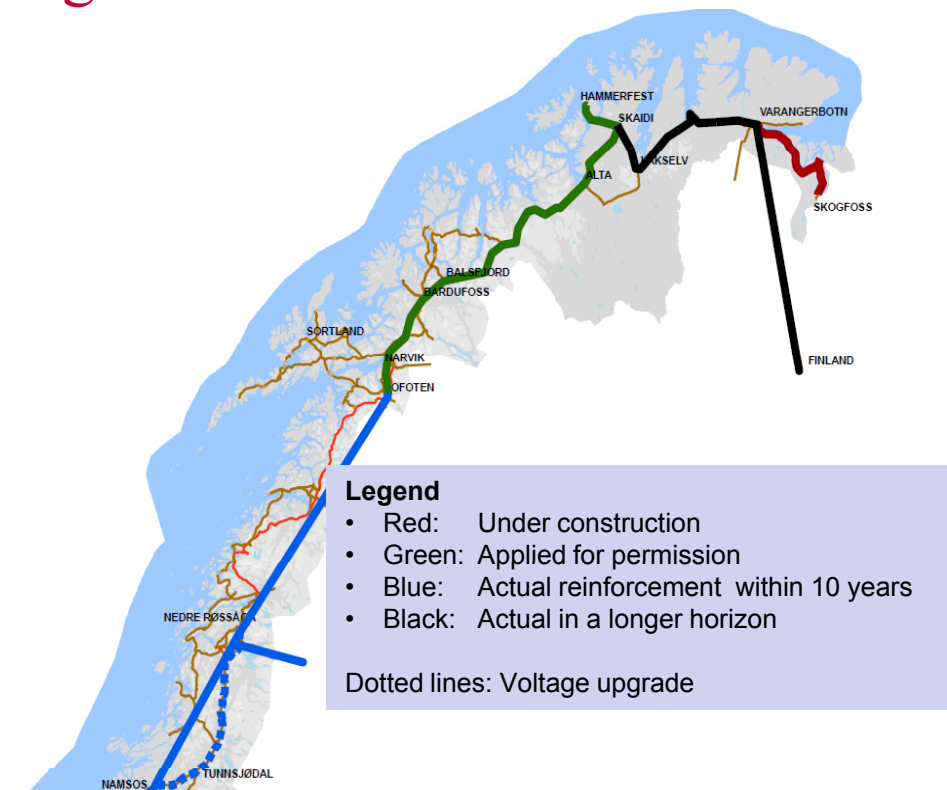 HAMMERFEST
SKAIDI
VARANGERBOTN
LAKSELV
ALTA
SKOGFOSS
BALSFJORD
BARDUFOSS
SORTLAND
NARVIK
FINLAND
OFOTEN
Legend
• Red: Under construction
• Green: Applied for permission
• Blue: Actual reinforcement within 10 years
• Black: Actual in a longer horizon
NEDRE RØSSÅGA
Dotted lines: Voltage upgrade
TUNNSJØDAL
NAMSOS